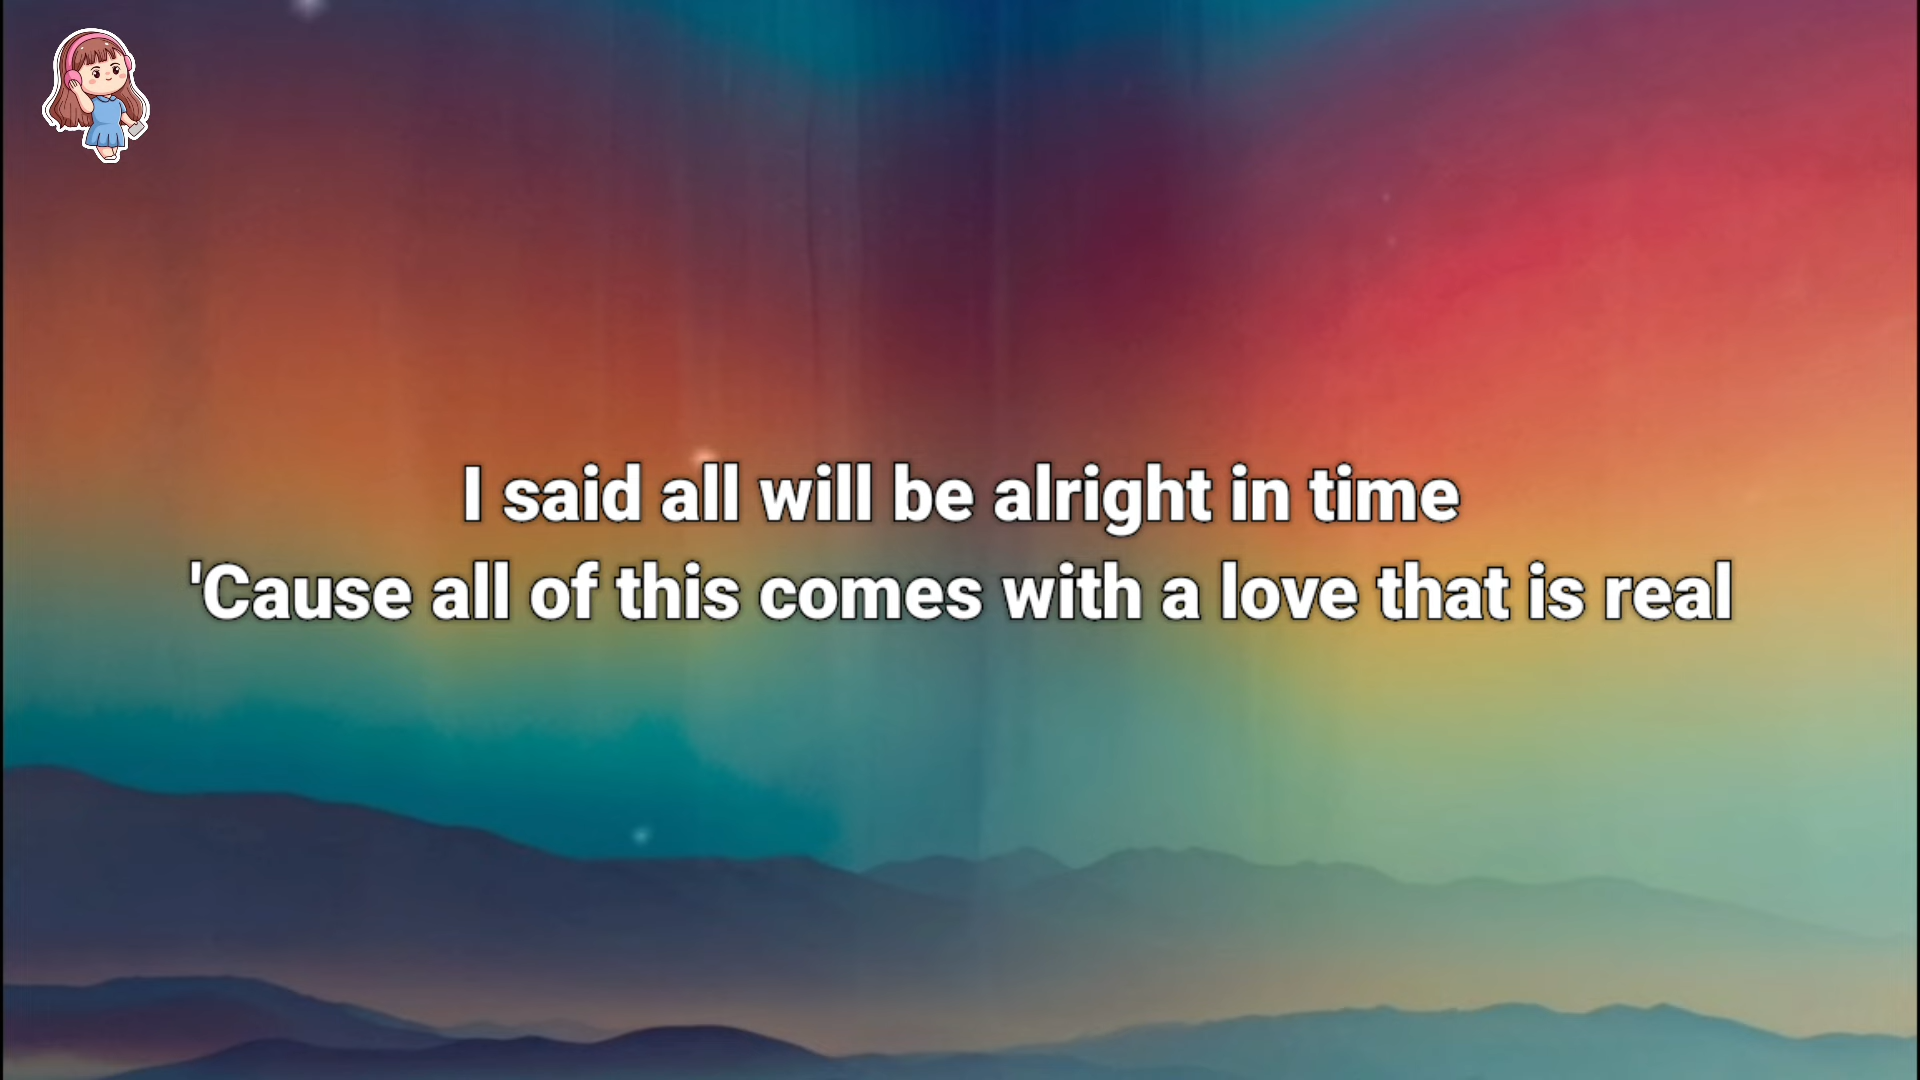 I said all will be alright in time
'Cause all of this comes with a love that is real